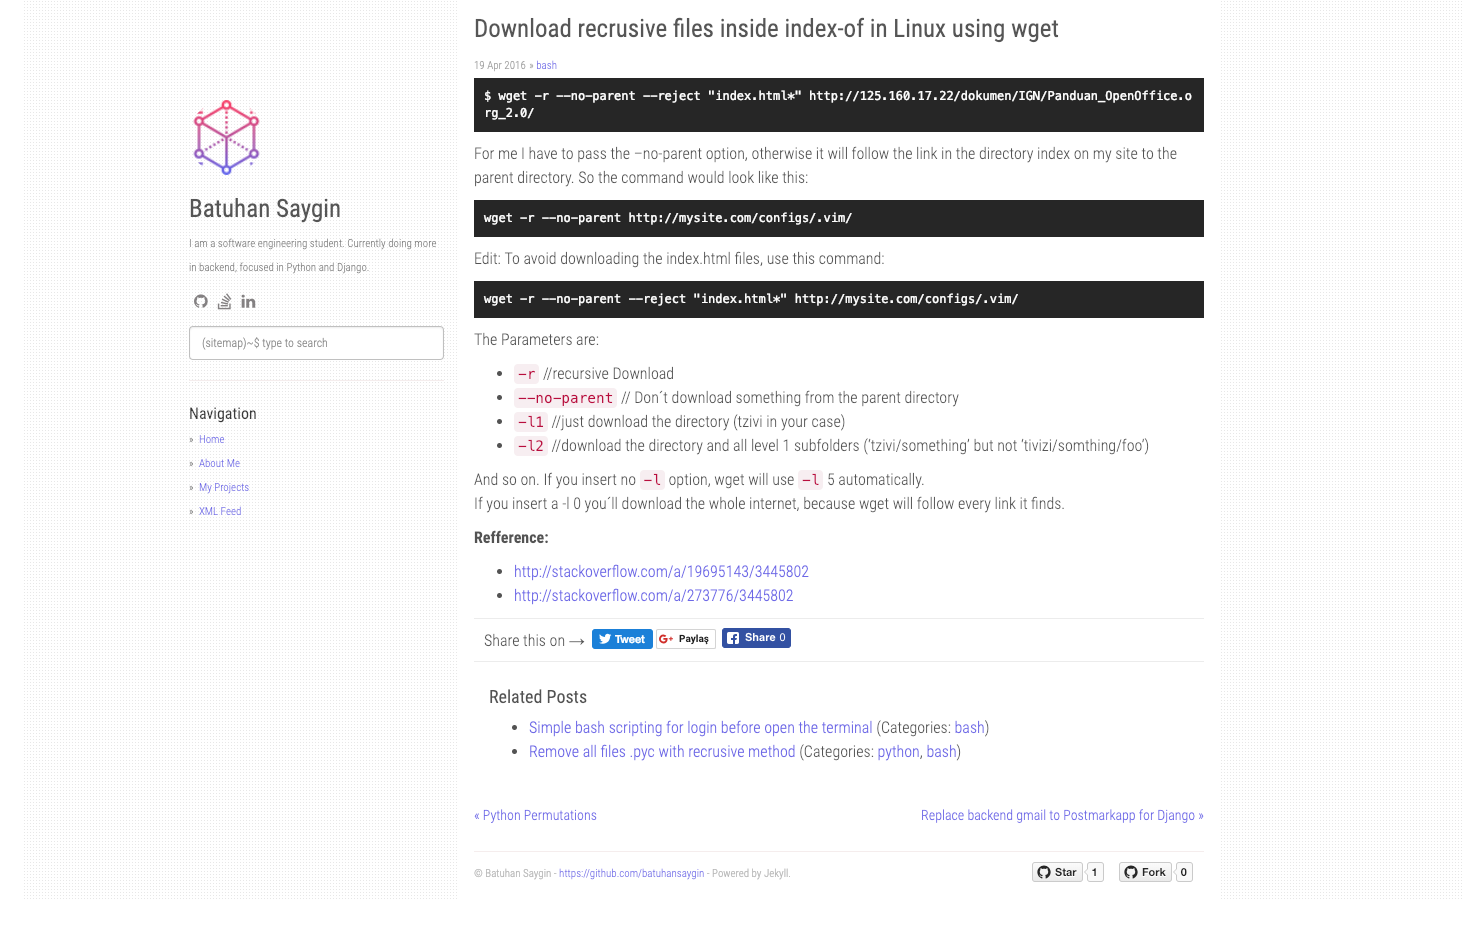 Batuhan Saygin
I am a software engineering student. Currently doing more
in backend, focused in Python and Django.
(sitemap)~$ type to search
Navigation
» Home
» About Me
» My Projects
» XML Feed
Download recrusive files inside index-of in Linux using wget
19 Apr 2016 » bash
$ wget -r --no-parent --reject "index.html*" http://125.160.17.22/dokumen/IGN/Panduan_OpenOffice.o
rg_2.0/
For me I have to pass the –no-parent option, otherwise it will follow the link in the directory index on my site to the
parent directory. So the command would look like this:
wget -r --no-parent http://mysite.com/configs/.vim/
Edit: To avoid downloading the index.html files, use this command:
wget -r --no-parent --reject "index.html*" http://mysite.com/configs/.vim/
The Parameters are:
• -r //recursive Download
• --no-parent // Don´t download something from the parent directory
• -l1 //just download the directory (tzivi in your case)
• -l2 //download the directory and all level 1 subfolders (‘tzivi/something’ but not ‘tivizi/somthing/foo’)
And so on. If you insert no -l option, wget will use -l 5 automatically.
If you insert a -l 0 you´ll download the whole internet, because wget will follow every link it finds.
Refference:
• http://stackoverflow.com/a/19695143/3445802
• http://stackoverflow.com/a/273776/3445802
Share this on → Tweet G+ Paylaş Share 0
Related Posts
• Simple bash scripting for login before open the terminal (Categories: bash)
• Remove all files .pyc with recrusive method (Categories: python, bash)
« Python Permutations
Replace backend gmail to Postmarkapp for Django »
© Batuhan Saygin - https://github.com/batuhansaygin - Powered by Jekyll.
Star 1 Fork 0